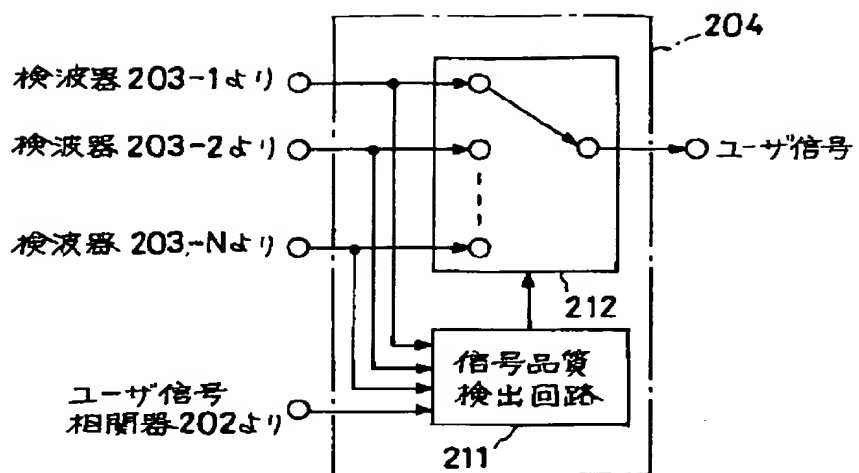 204
検波器 203-1より
検波器 203-2より
ユーザ信号
検波器 203-Nより
212
信号品質
検出回路
ユーザ信号
相関器202より
211